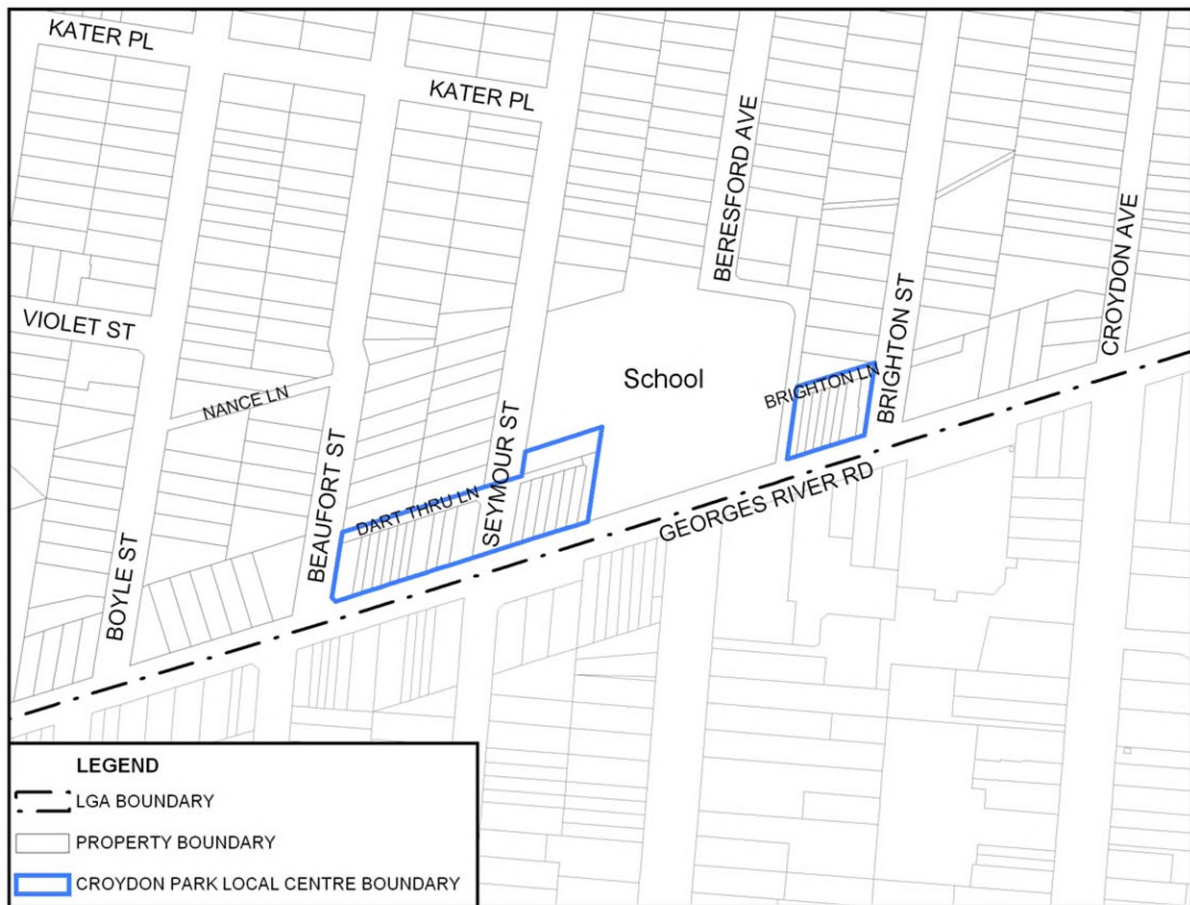 KATER PL
KATER PL
BERESFORD AVE
CROYDON AVE
VIOLET ST
BRIGHTON ST
School
BRIGHTON LN
NANCE LN
SEYMOUR ST
BEAUFORT ST
DART THRU LN
GEORGES RIVER RD
BOYLE ST
LEGEND
LGA BOUNDARY
PROPERTY BOUNDARY
CROYDON PARK LOCAL CENTRE BOUNDARY